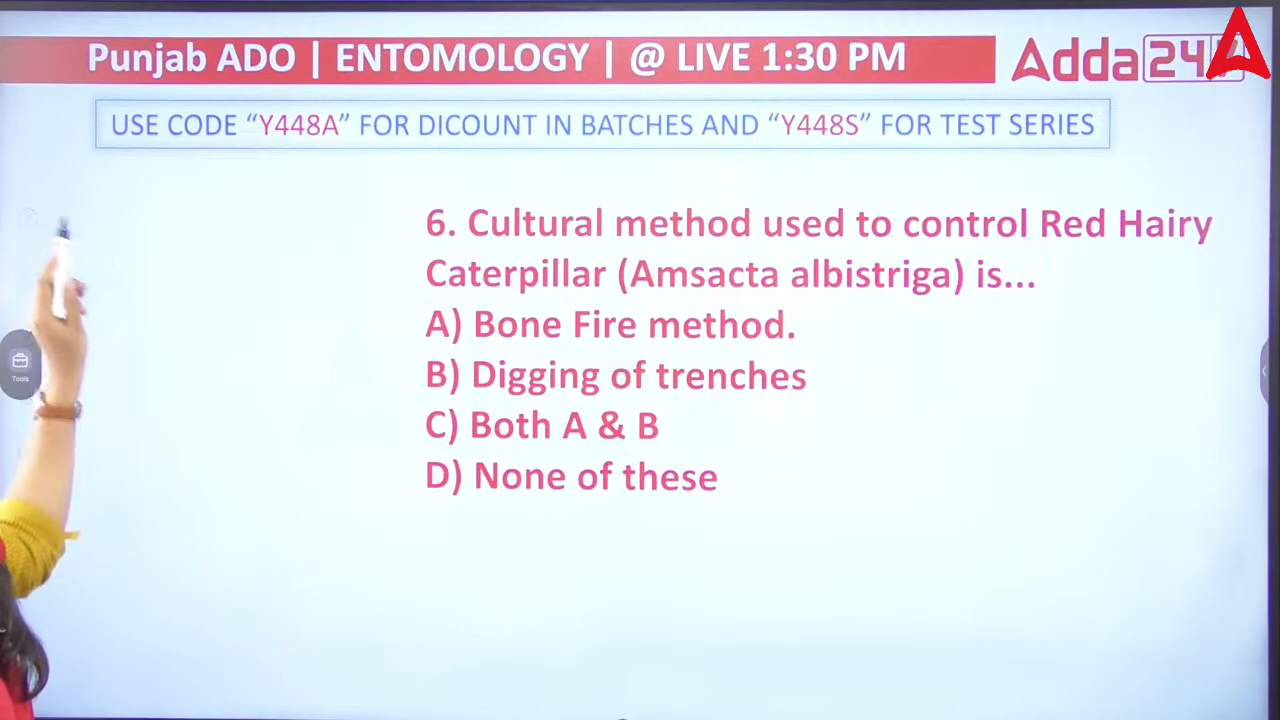 Punjab ADO | ENTOMOLOGY | @ LIVE 1:30 PM
Adda247
USE CODE “Y448A” FOR DICOUNT IN BATCHES AND “Y448S” FOR TEST SERIES
6. Cultural method used to control Red Hairy
Caterpillar (Amsacta albistriga) is...
A) Bone Fire method.
B) Digging of trenches
C) Both A & B
D) None of these
Tools